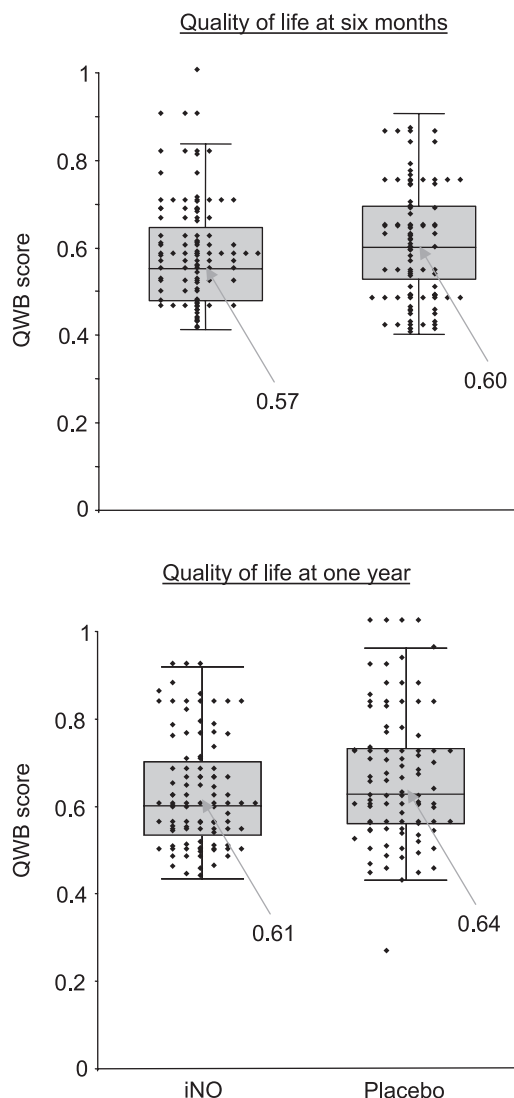 Quality of life at six months
1
0.8
0.6
0.4
0.2
0
QWB score
0.57
0.60
Quality of life at one year
1
0.8
0.6
0.4
0.2
0
QWB score
0.61
0.64
iNO
Placebo